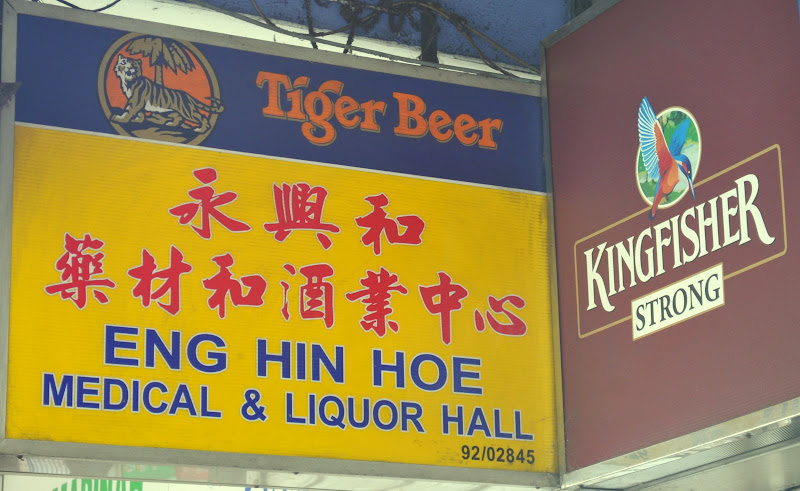 Tiger Beer
永興和
藥材和酒業中心
ENG HIN HOE
MEDICAL & LIQUOR HALL
92/02845
KINGFISHER
STRONG